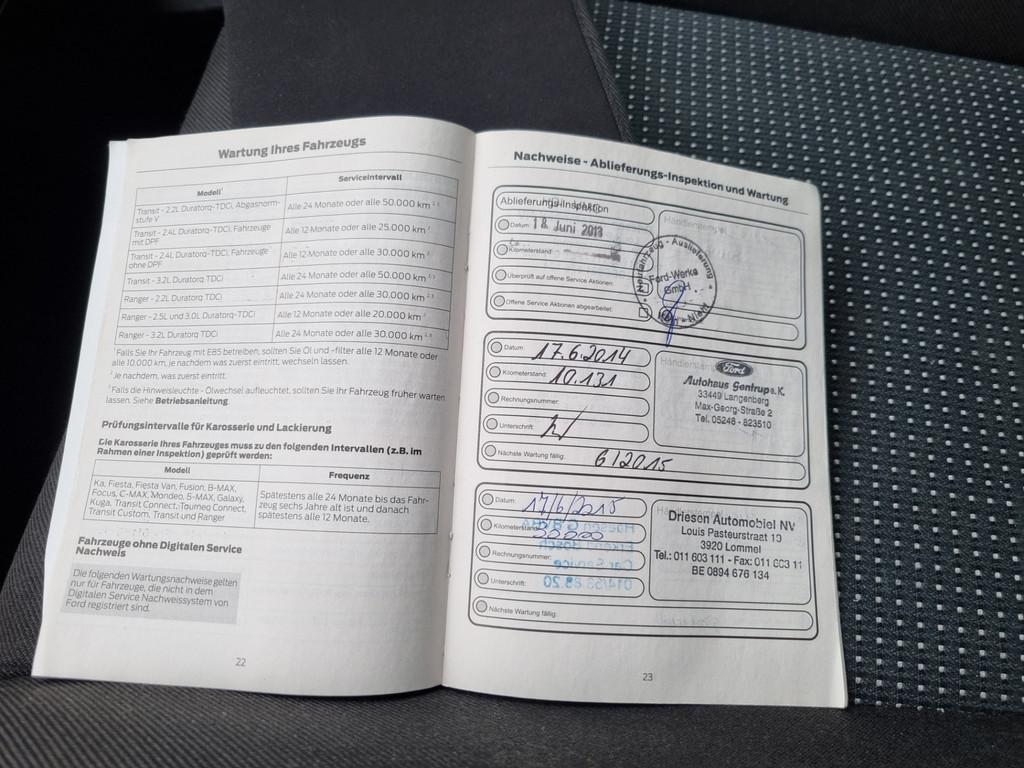 Wartung Ihres Fahrzeugs
Modell¹ Serviceintervall
Transit - 2.2L Duratorq-TDCi, Abgasnorm-
stufe V
Alle 24 Monate oder alle 50.000 km
Transit - 2.4L Duratorq-TDCi, Fahrzeuge
mit DPF
Alle 12 Monate oder alle 25.000 km
Transit - 2.4L Duratorq-TDCi, Fahrzeuge
ohne DPF
Alle 12 Monate oder alle 30.000 km
Transit - 3.2L Duratorq TDCi Alle 24 Monate oder alle 50.000 km
Ranger - 2.2L Duratorq TDCi Alle 24 Monate oder alle 30.000 km
Ranger - 2.5L und 3.0L Duratorq-TDCi Alle 12 Monate oder alle 20.000 km
Ranger - 3.2L Duratorq TDCi Alle 24 Monate oder alle 30.000 km
¹ Falls Sie Ihr Fahrzeug mit E85 betreiben, sollten Sie Öl und -filter alle 12 Monate oder
alle 10.000 km, je nachdem was zuerst eintritt, wechseln lassen.
² Je nachdem, was zuerst eintritt.
³ Falls die Hinweisleuchte - Ölwechsel aufleuchtet, sollten Sie Ihr Fahrzeug früher warten
lassen. Siehe Betriebsanleitung.
Prüfungsintervalle für Karosserie und Lackierung
Die Karosserie Ihres Fahrzeuges muss zu den folgenden Intervallen (z.B. im
Rahmen einer Inspektion) geprüft werden:
Modell Frequenz
Ka, Fiesta, Fiesta Van, Fusion, B-MAX,
Focus, C-MAX, Mondeo, S-MAX, Galaxy,
Kuga, Transit Connect, Tourneo Connect,
Transit Custom, Transit und Ranger
Spätestens alle 24 Monate bis das Fahr-
zeug sechs Jahre alt ist und danach
spätestens alle 12 Monate.
Fahrzeuge ohne Digitalen Service
Nachweis
Die folgenden Wartungsnachweise gelten
nur für Fahrzeuge, die nicht in dem
Digitalen Service Nachweissystem von
Ford registriert sind.
22
Nachweise - Ablieferungs-Inspektion und Wartung
Ablieferungs-Inspektion
Datum: 18. Juni 2013
Kilometerstand:
Überprüft auf offene Service Aktionen:
Offene Service Aktionen abgearbeitet:
Händlerstempel
Neufahrzeug - Auslieferung
Ford-Werke
GmbH
Köln - Niehl
Datum: 17.6.2014
Kilometerstand: 10.131
Rechnungsnummer:
Unterschrift:
Nächste Wartung fällig: 6/2015
Ford
Autohaus Gentrup e.K.
33449 Langenberg
Max-Georg-Straße 2
Tel. 05248 - 823510
Datum: 17/6/2015
Kilometerstand:
Rechnungsnummer:
Unterschrift:
Nächste Wartung fällig:
Driesen Automobiel NV
Louis Pasteurstraat 13
3920 Lommel
Tel.: 011 603 111 - Fax: 011 603 11
BE 0894 676 134
23